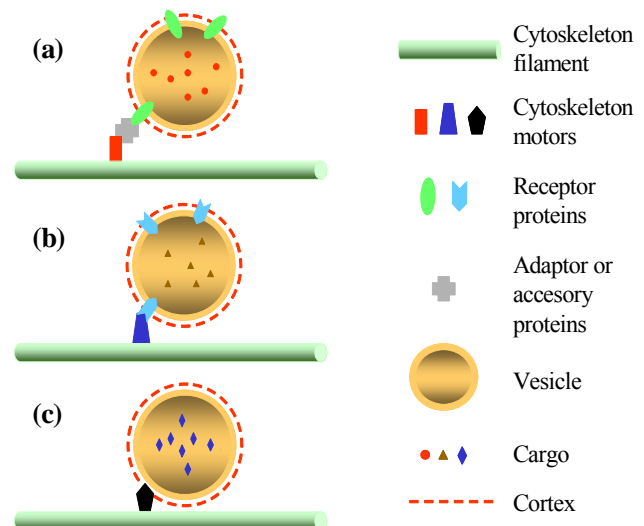 (a)
(b)
(c)
Cytoskeleton
filament
Cytoskeleton
motors
Receptor
proteins
Adaptor or
accesory
proteins
Vesicle
Cargo
Cortex